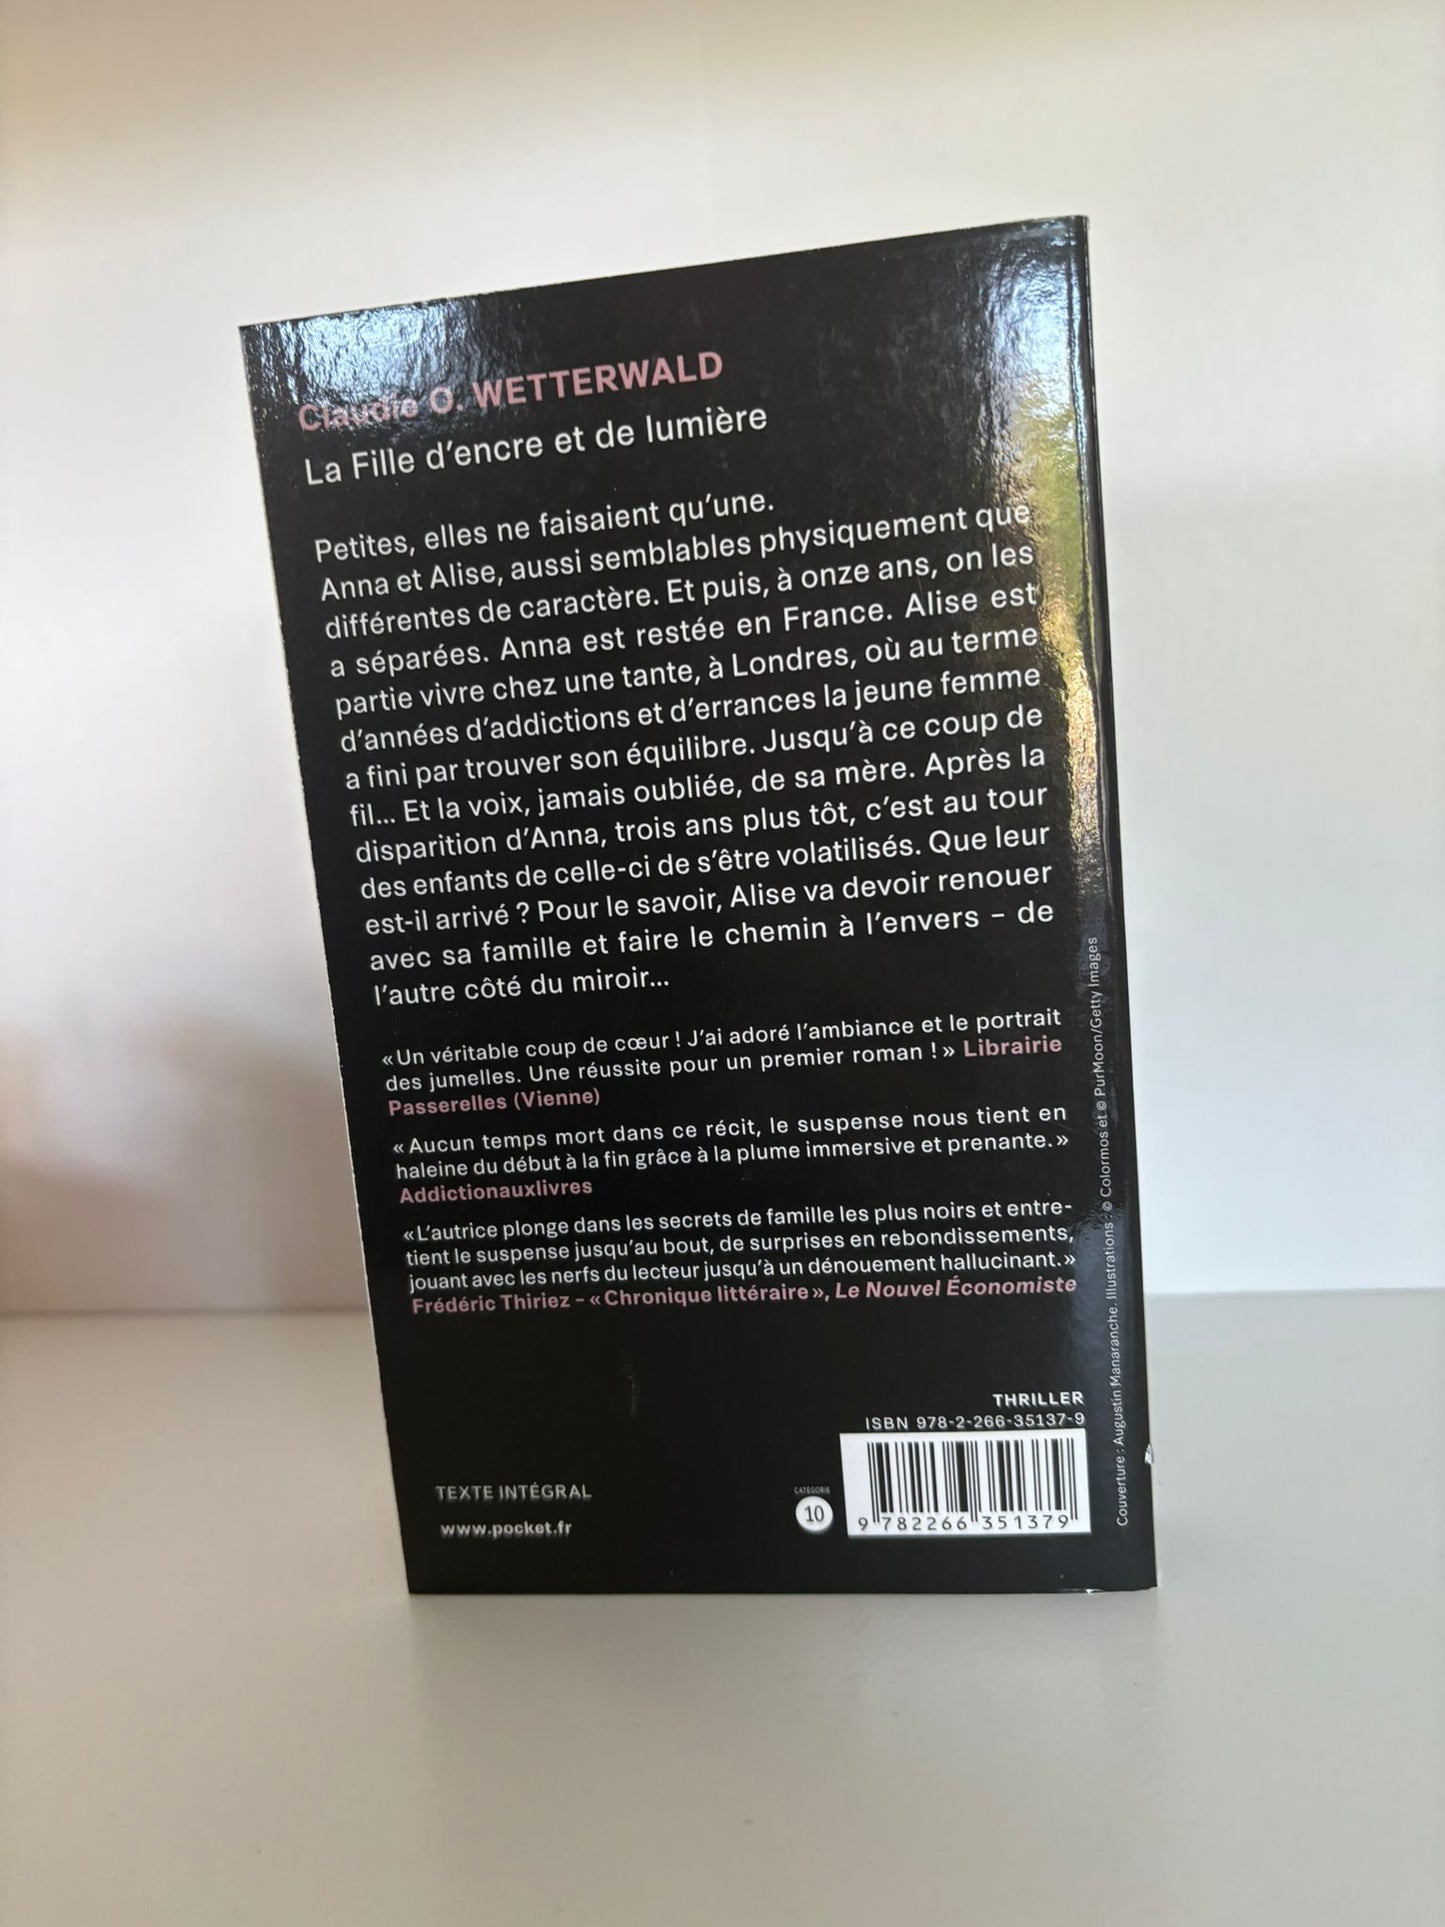 Claudie O. WETTERWALD
La Fille d'encre et de lumière
Petites, elles ne faisaient qu'une.
Anna et Alise, aussi semblables physiquement que
différentes de caractère. Et puis, à onze ans, on les
a séparées. Anna est restée en France. Alise est
partie vivre chez une tante, à Londres, où au terme
d'années d'addictions et d'errances la jeune femme
a fini par trouver son équilibre. Jusqu'à ce coup de
fil... Et la voix, jamais oubliée, de sa mère. Après la
disparition d'Anna, trois ans plus tôt, c'est au tour
des enfants de celle-ci de s'être volatilisés. Que leur
est-il arrivé ? Pour le savoir, Alise va devoir renouer
avec sa famille et faire le chemin à l'envers – de
l'autre côté du miroir...
« Un véritable coup de cœur ! J'ai adoré l'ambiance et le portrait
des jumelles. Une réussite pour un premier roman ! » Librairie
Passerelles (Vienne)
« Aucun temps mort dans ce récit, le suspense nous tient en
haleine du début à la fin grâce à la plume immersive et prenante. »
Addictionauxlivres
« L'autrice plonge dans les secrets de famille les plus noirs et entre-
tient le suspense jusqu'au bout, de surprises en rebondissements,
jouant avec les nerfs du lecteur jusqu'à un dénouement hallucinant. »
Frédéric Thiriez – « Chronique littéraire », Le Nouvel Économiste
THRILLER
ISBN 978-2-266-35137-9
TEXTE INTÉGRAL
www.pocket.fr
CATÉGORIE
10
9 782266 351379
Couverture : Augustin Manaranche. Illustrations : © Colormos et © PurMoon/Getty Images